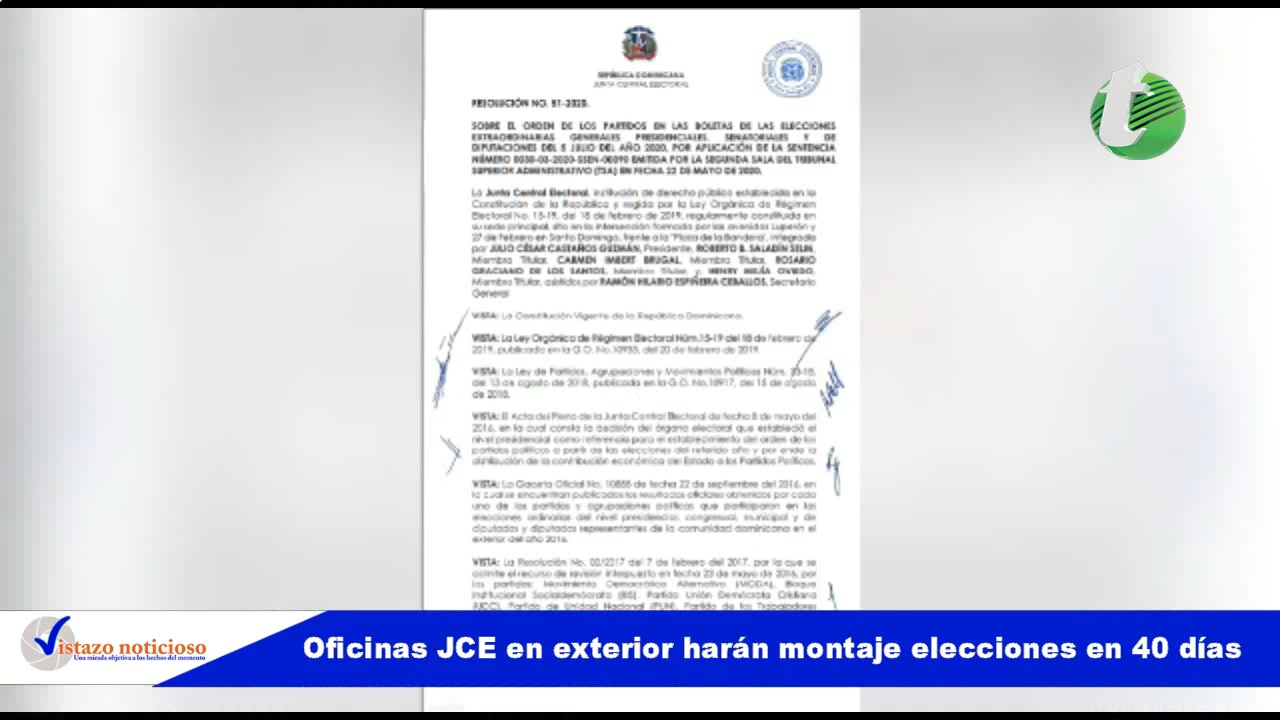 REPÚBLICA DOMINICANA
JUNTA CENTRAL ELECTORAL
RESOLUCIÓN NO. 51-2020.
SOBRE EL ORDEN DE LOS PARTIDOS EN LAS BOLETAS DE LAS ELECCIONES
EXTRAORDINARIAS GENERALES PRESIDENCIALES, SENATORIALES Y DE
DIPUTACIONES DEL 5 JULIO DEL AÑO 2020, POR APLICACIÓN DE LA SENTENCIA
NÚMERO 0030-03-2020-SSEN-00090 EMITIDA POR LA SEGUNDA SALA DEL TRIBUNAL
SUPERIOR ADMINISTRATIVO (TSA) EN FECHA 22 DE MAYO DE 2020.
La Junta Central Electoral, institución de derecho público establecida en la
Constitución de la República y regida por la Ley Orgánica de Régimen
Electoral No. 15-19, del 18 de febrero de 2019, regularmente constituida en
su sede principal, sita en la intersección formada por las avenidas Luperón y
27 de febrero en Santo Domingo, frente a la "Plaza de la Bandera", integrada
por JULIO CÉSAR CASTAÑOS GUZMÁN, Presidente, ROBERTO B. SALADÍN SELIN,
Miembro Titular, CARMEN IMBERT BRUGAL, Miembro Titular, ROSARIO
GRACIANO DE LOS SANTOS, Miembro Titular, y, HENRY MEJÍA OVIEDO,
Miembro Titular, asistidos por RAMÓN HILARIO ESPIÑEIRA CEBALLOS, Secretario
General
VISTA: La Constitución Vigente de la República Dominicana.
VISTA: La Ley Orgánica de Régimen Electoral Núm.15-19 del 18 de febrero de
2019, publicada en la G.O. No.10933, del 20 de febrero de 2019
VISTA: La Ley de Partidos, Agrupaciones y Movimientos Políticos Núm. 33-18,
del 13 de agosto de 2018, publicada en la G.O. No.10917, del 15 de agosto
de 2018.
VISTA: El Acta del Pleno de la Junta Central Electoral de fecha 8 de mayo del
2016, en la cual consta la decisión del órgano electoral que estableció el
nivel presidencial como referencia para el establecimiento del orden de los
partidos políticos a partir de las elecciones del referido año y por ende la
distribución de la contribución económica del Estado a los Partidos Políticos.
VISTA: La Gaceta Oficial No. 10855 de fecha 22 de septiembre del 2016, en
la cual se encuentran publicados los resultados oficiales obtenidos por cada
uno de los partidos y agrupaciones políticas que participaron en las
elecciones ordinarias del nivel presidencial, congresual, municipal y de
diputados y diputadas representantes de la comunidad dominicana en el
exterior del año 2016.
VISTA: La Resolución No. 02/2017 del 7 de febrero del 2017, por la que se
admite el recurso de revisión interpuesto en fecha 23 de mayo de 2016, por
los partidos: Movimiento Democrático Alternativo (MODA), Bloque
Institucional Socialdemócrata (BIS), Partido Unión Demócrata Cristiana
(UDC), Partido de Unidad Nacional (PUN), Partido de los Trabajadores
t
Vistazo noticioso
Una mirada objetiva a los hechos del momento
Oficinas JCE en exterior harán montaje elecciones en 40 días